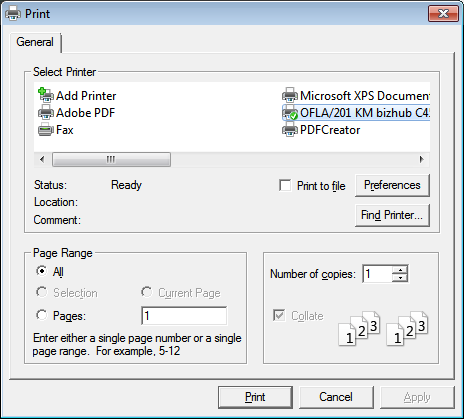 Print
General
Select Printer
Add Printer
Microsoft XPS Documen
Adobe PDF
OFLA/201 KM bizhub C4
Fax
PDFCreator
Status: Ready
Print to file
Preferences
Location:
Comment:
Find Printer...
Page Range
All
Selection
Current Page
Pages: 1
Enter either a single page number or a single
page range. For example, 5-12
Number of copies: 1
Collate
1 2 3 1 2 3
Print
Cancel
Apply